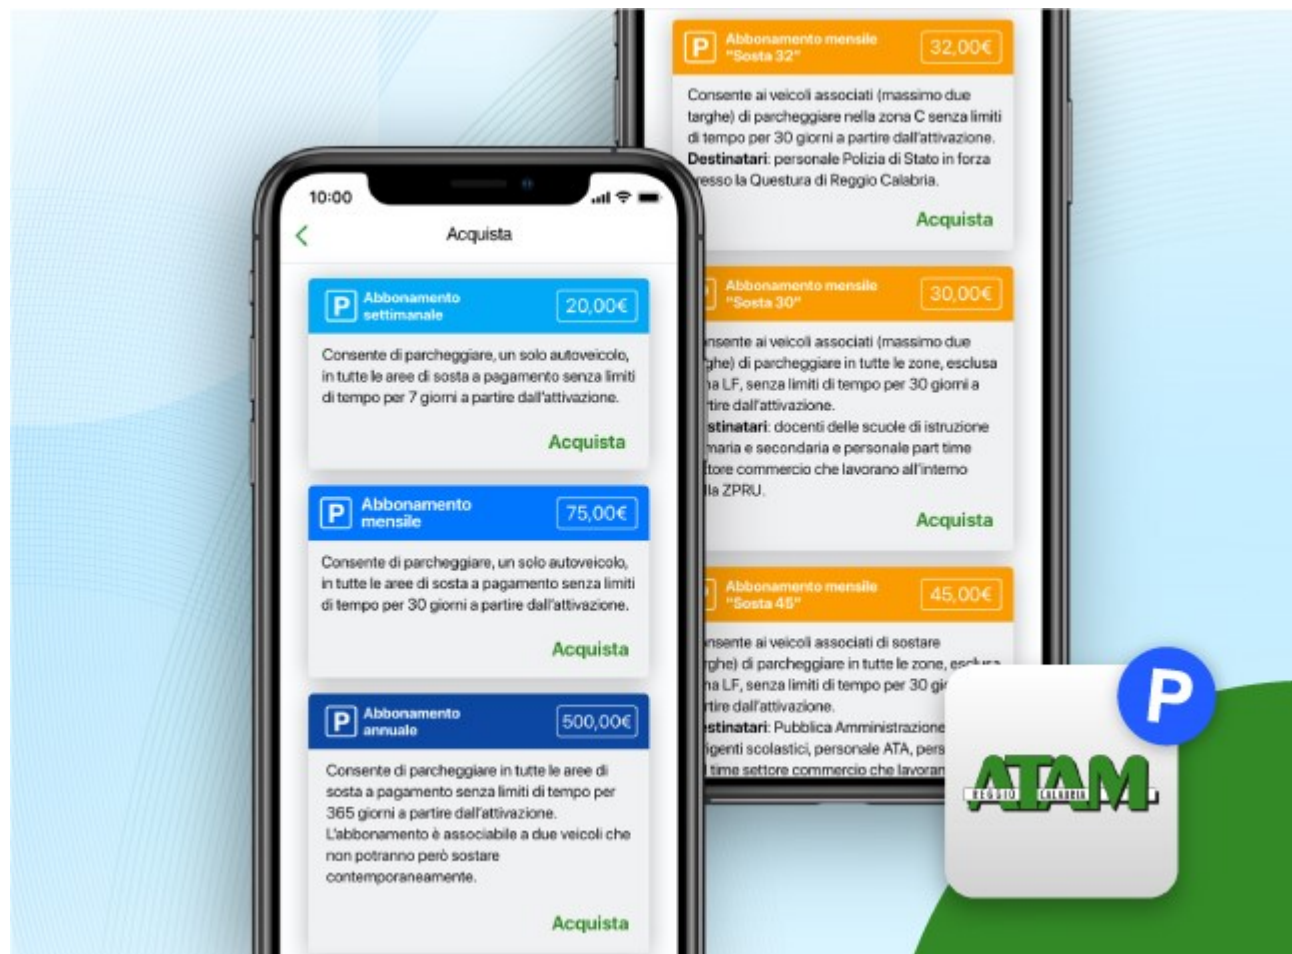 10:00
Acquista
P
Abbonamento
settimanale
20,00€
Consente di parcheggiare, un solo autoveicolo,
in tutte le aree di sosta a pagamento senza limiti
di tempo per 7 giorni a partire dall'attivazione.
Acquista
P
Abbonamento
mensile
75,00€
Consente di parcheggiare, un solo autoveicolo,
in tutte le aree di sosta a pagamento senza limiti
di tempo per 30 giorni a partire dall'attivazione.
Acquista
P
Abbonamento
annuale
500,00€
Consente di parcheggiare in tutte le aree di
sosta a pagamento senza limiti di tempo per
365 giorni a partire dall'attivazione.
L'abbonamento è associabile a due veicoli che
non potranno però sostare
contemporaneamente.
Acquista
P
Abbonamento mensile
"Sosta 32"
32,00€
Consente ai veicoli associati (massimo due
targhe) di parcheggiare nella zona C senza limiti
di tempo per 30 giorni a partire dall'attivazione.
Destinatari: personale Polizia di Stato in forza
la Questura di Reggio Calabria.
Acquista
Abbonamento mensile
"Sosta 30"
30,00€
ai veicoli associati (massimo due
di parcheggiare in tutte le zone, esclusa
LF, senza limiti di tempo per 30 giorni a
dall'attivazione.
docenti delle scuole di istruzione
e secondaria e personale part time
commercio che lavorano all'interno
ZPRU.
Acquista
Abbonamento mensile
"Sosta 45"
45,00€
ai veicoli associati di sostare
di parcheggiare in tutte le zone,
LF, senza limiti di tempo per 30
dall'attivazione.
Pubblica Amministrazione
scolastici, personale ATA,
time settore commercio che
P
ATAM
REGGIO CALABRIA